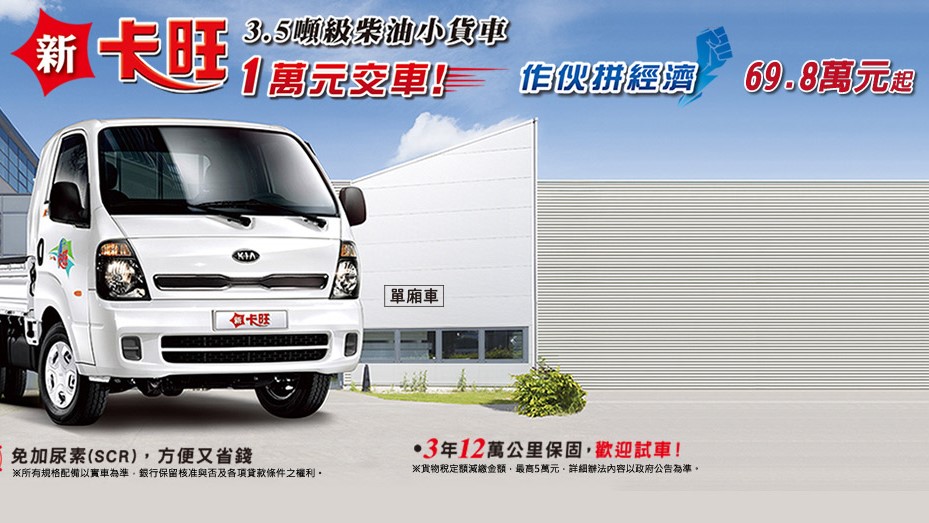 新 卡旺 3.5噸級柴油小貨車
1萬元交車! 作伙拼經濟 69.8萬元起
KIA
單廂車
新卡旺
免加尿素(SCR)，方便又省錢
※所有規格配備以實車為準，銀行保留核准與否及各項貸款條件之權利。
•3年12萬公里保固，歡迎試車！
※貨物稅定額減繳金額，最高5萬元，詳細辦法內容以政府公告為準。